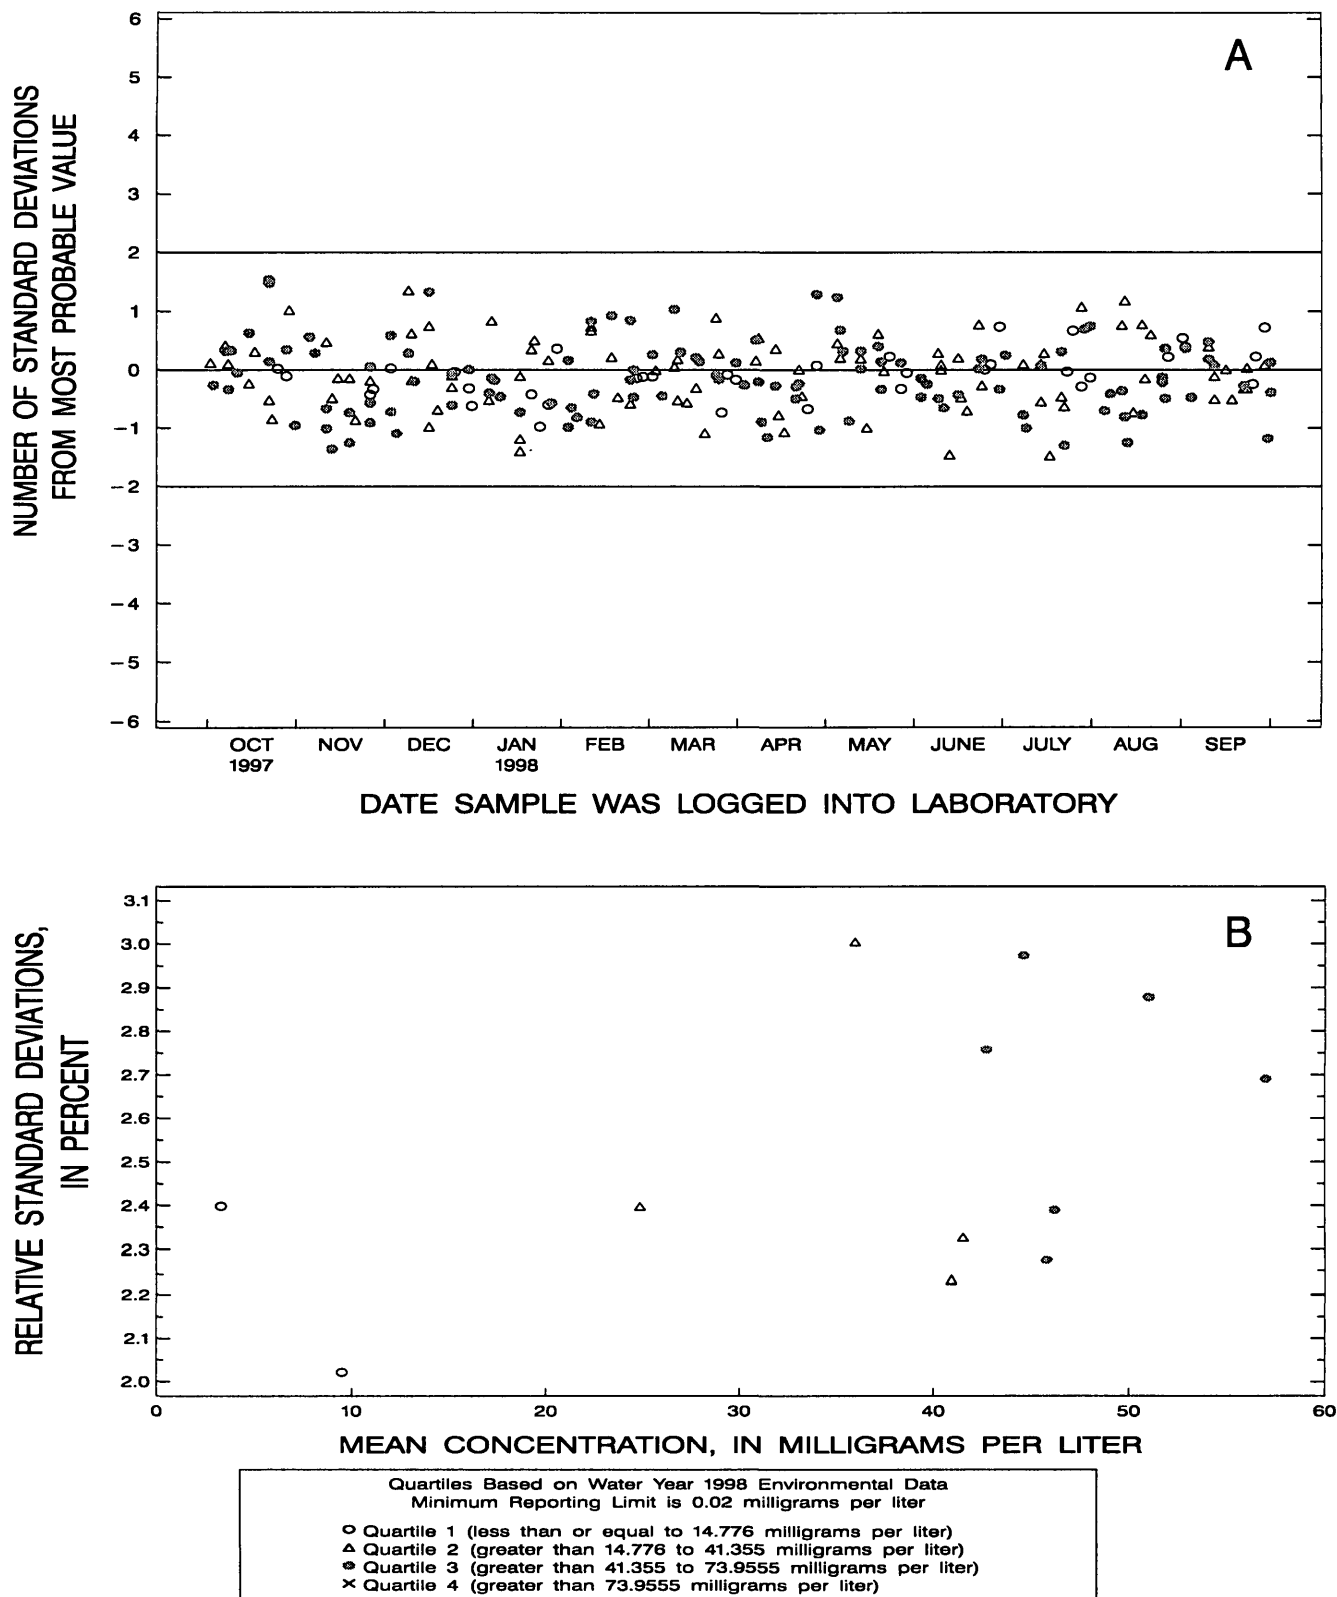 A
NUMBER OF STANDARD DEVIATIONS
FROM MOST PROBABLE VALUE
6
5
4
3
2
1
0
−1
−2
−3
−4
−5
−6
OCT NOV DEC JAN FEB MAR APR MAY JUNE JULY AUG SEP
1997 1998
DATE SAMPLE WAS LOGGED INTO LABORATORY
B
RELATIVE STANDARD DEVIATIONS,
IN PERCENT
3.1
3.0
2.9
2.8
2.7
2.6
2.5
2.4
2.3
2.2
2.1
2.0
0 10 20 30 40 50 60
MEAN CONCENTRATION, IN MILLIGRAMS PER LITER
Quartiles Based on Water Year 1998 Environmental Data
Minimum Reporting Limit is 0.02 milligrams per liter
Quartile 1 (less than or equal to 14.776 milligrams per liter)
Quartile 2 (greater than 14.776 to 41.355 milligrams per liter)
Quartile 3 (greater than 41.355 to 73.9555 milligrams per liter)
Quartile 4 (greater than 73.9555 milligrams per liter)